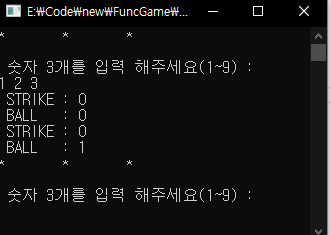 E:₩Code₩new₩FuncGame₩...
* * *
숫자 3개를 입력 해주세요(1~9) :
1 2 3
STRIKE : 0
BALL : 0
STRIKE : 0
BALL : 1
* * *
숫자 3개를 입력 해주세요(1~9) :